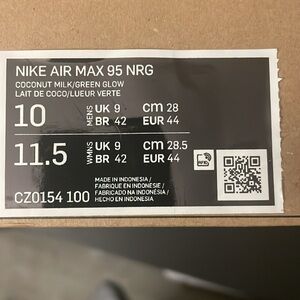 NIKE AIR MAX 95 NRG
COCONUT MILK/GREEN GLOW
LAIT DE COCO/LUEUR VERTE
10 MENS UK 9 cm 28
BR 42 EUR 44
11.5 WMNS UK 9 cm 28.5
BR 42 EUR 44
MADE IN INDONESIA /
FABRIQUÉ EN INDONÉSIE /
FABRICADO NA INDONÉSIA /
CZ0154 100 HECHO EN INDONESIA